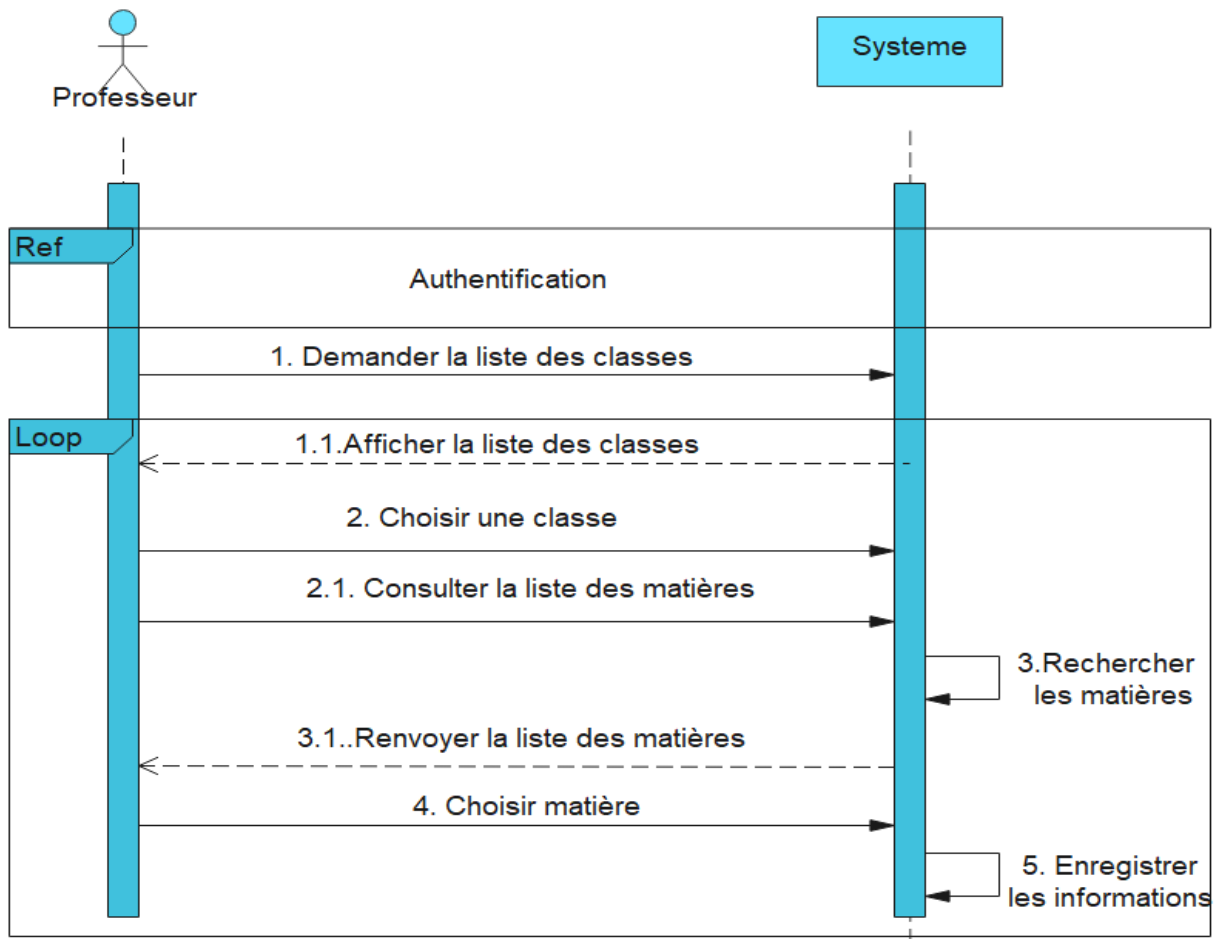 Professeur
Systeme
Ref
Authentification
1. Demander la liste des classes
Loop
1.1.Afficher la liste des classes
2. Choisir une classe
2.1. Consulter la liste des matières
3.Rechercher
les matières
3.1..Renvoyer la liste des matières
4. Choisir matière
5. Enregistrer
les informations